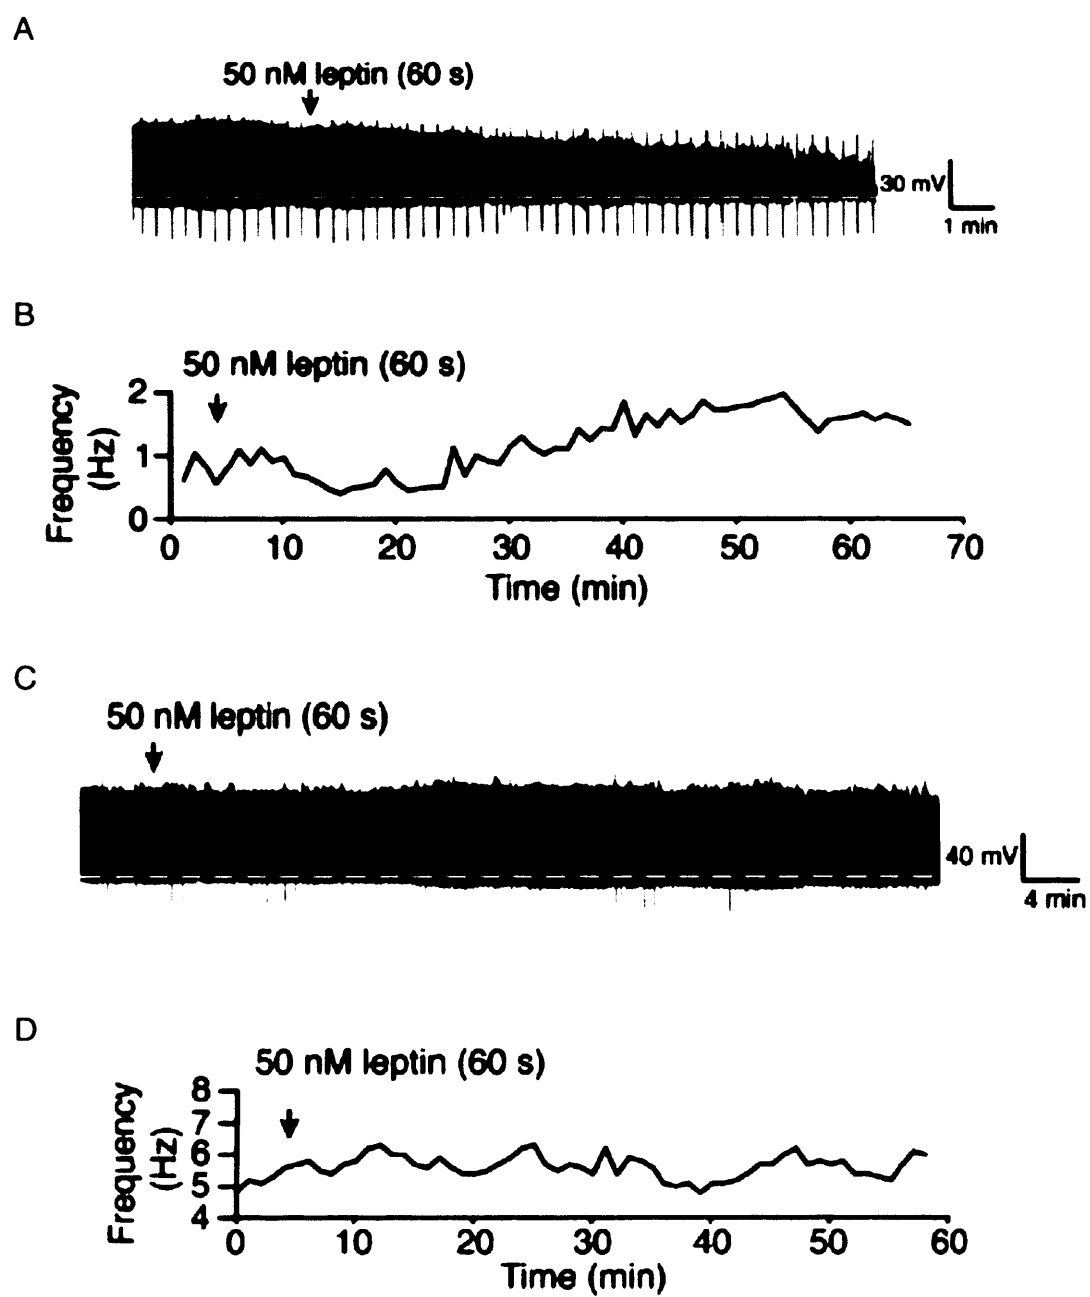 A
50 nM leptin (60 s)
30 mV
1 min
B
50 nM leptin (60 s)
Frequency
(Hz)
2
1
0
0 10 20 30 40 50 60 70
Time (min)
C
50 nM leptin (60 s)
40 mV
4 min
D
50 nM leptin (60 s)
Frequency
(Hz)
8
7
6
5
4
0 10 20 30 40 50 60
Time (min)